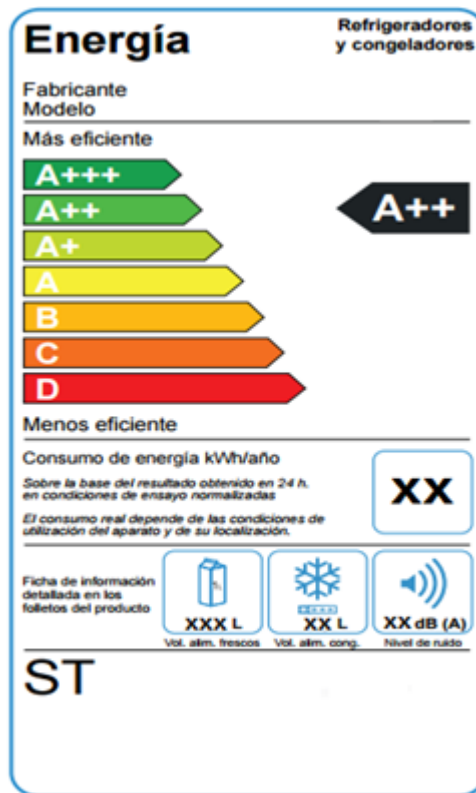 Energía
Refrigeradores
y congeladores
Fabricante
Modelo
Más eficiente
A+++
A++
A++
A+
A
B
C
D
Menos eficiente
Consumo de energía kWh/año
Sobre la base del resultado obtenido en 24 h.
en condiciones de ensayo normalizadas
El consumo real depende de las condiciones de
utilización del aparato y de su localización.
XX
Ficha de información
detallada en los
folletos del producto
XXX L
Vol. alim. frescos
XX L
Vol. alim. cong.
XX dB (A)
Nivel de ruido
ST